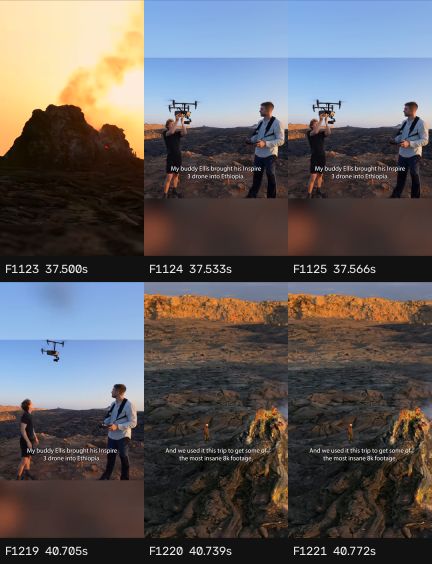 My buddy Ellis brought his Inspire
3 drone into Ethiopia.
My buddy Ellis brought his Inspire
3 drone into Ethiopia.
F1123 37.500s
F1124 37.533s
F1125 37.566s
My buddy Ellis brought his Inspire
3 drone into Ethiopia.
And we used it this trip to get some of
the most insane 8k footage.
And we used it this trip to get some of
the most insane 8k footage.
F1219 40.705s
F1220 40.739s
F1221 40.772s